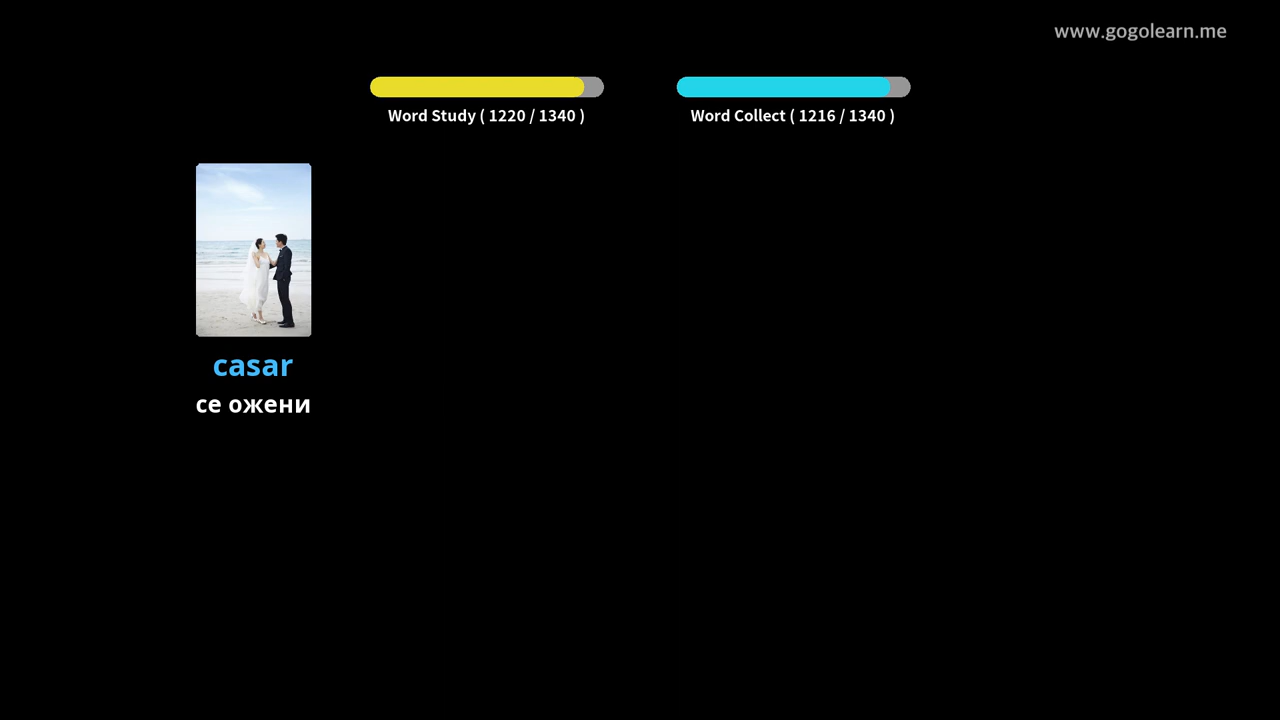 www.gogolearn.me
Word Study ( 1220 / 1340 )
Word Collect ( 1216 / 1340 )
casar
се ожени